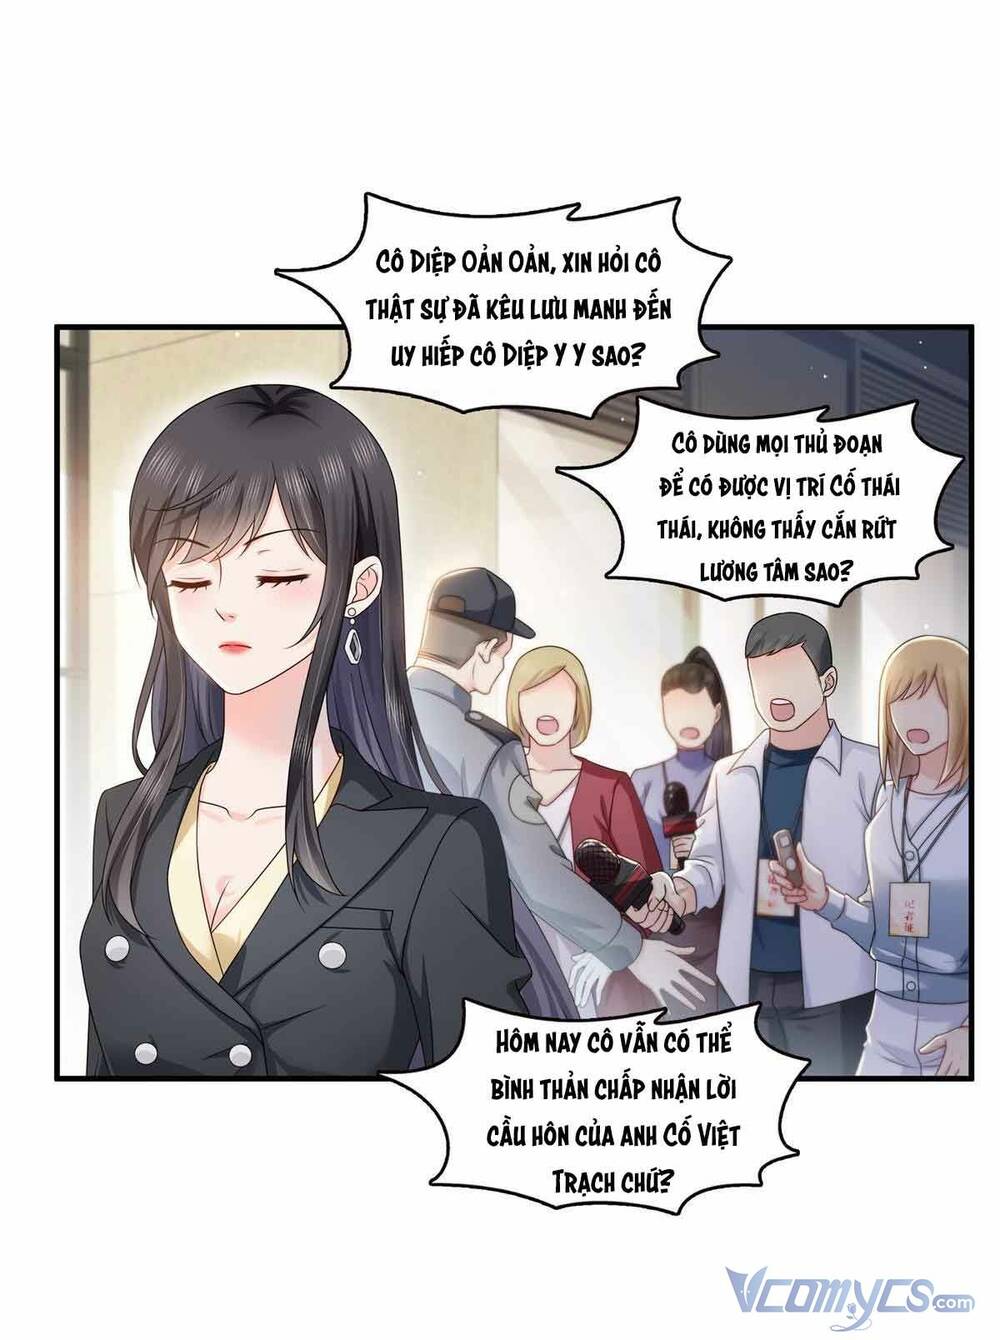 CÔ DIỆP OẢN OẢN, XIN HỎI CÔ
THẬT SỰ ĐÃ KÊU LƯU MANH ĐẾN
UY HIẾP CÔ DIỆP Y Y SAO?
CÔ DÙNG MỌI THỦ ĐOẠN
ĐỂ CÓ ĐƯỢC VỊ TRÍ CỐ THÁI
THÁI, KHÔNG THẤY CẮN RỨT
LƯƠNG TÂM SAO?
记者证
HÔM NAY CÔ VẪN CÓ THỂ
BÌNH THẢN CHẤP NHẬN LỜI
CẦU HÔN CỦA ANH CỐ VIỆT
TRẠCH CHỨ?
VCOMYCS.com